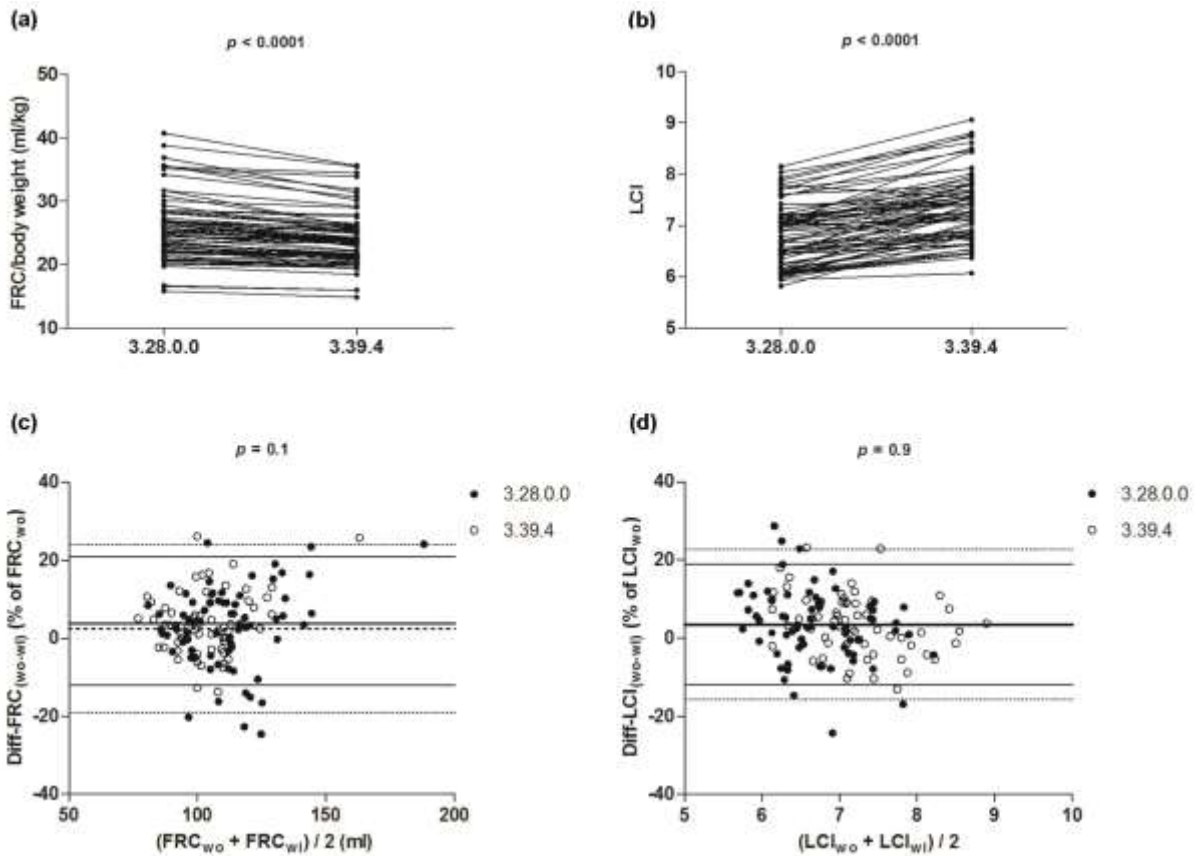 (a)
p < 0.0001
FRC/body weight (ml/kg)
50
40
30
20
10
3.28.0.0
3.39.4
(b)
p < 0.0001
LCI
10
9
8
7
6
5
3.28.0.0
3.39.4
(c)
p = 0.1
Diff-FRC(wo-wi) (% of FRCwo)
40
20
0
-20
-40
50
100
150
200
(FRCwo + FRCwi) / 2 (ml)
3.28.0.0
3.39.4
(d)
p = 0.9
Diff-LCI(wo-wi) (% of LCIwo)
40
20
0
-20
-40
5
6
7
8
9
10
(LCIwo + LCIwi) / 2
3.28.0.0
3.39.4